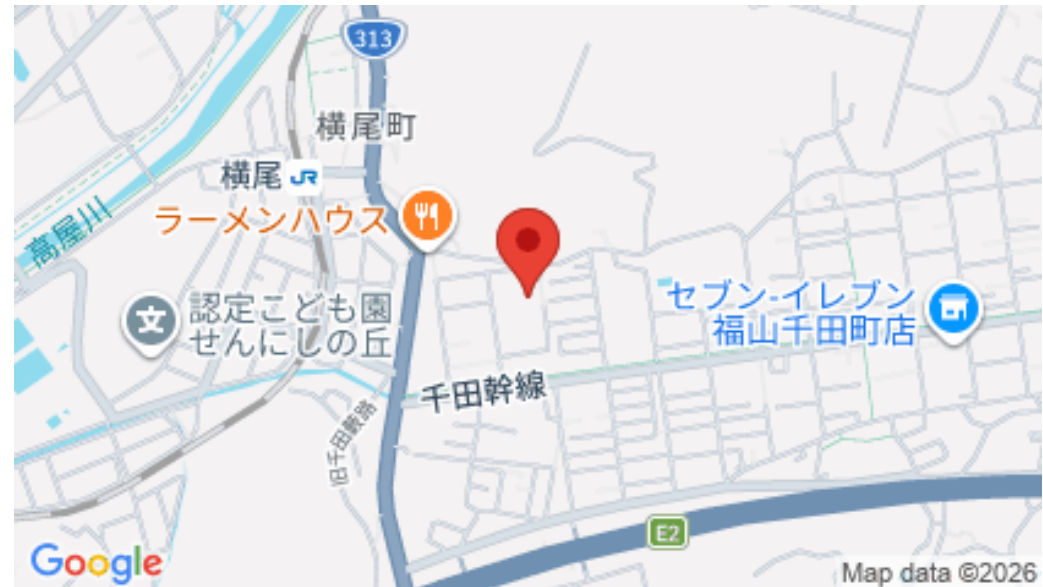 313
横尾町
横尾 JR
ラーメンハウス
高屋川
認定こども園
せんにしの丘
セブン-イレブン
福山千田町店
千田幹線
旧千田藪路
E2
Google
Map data ©2026